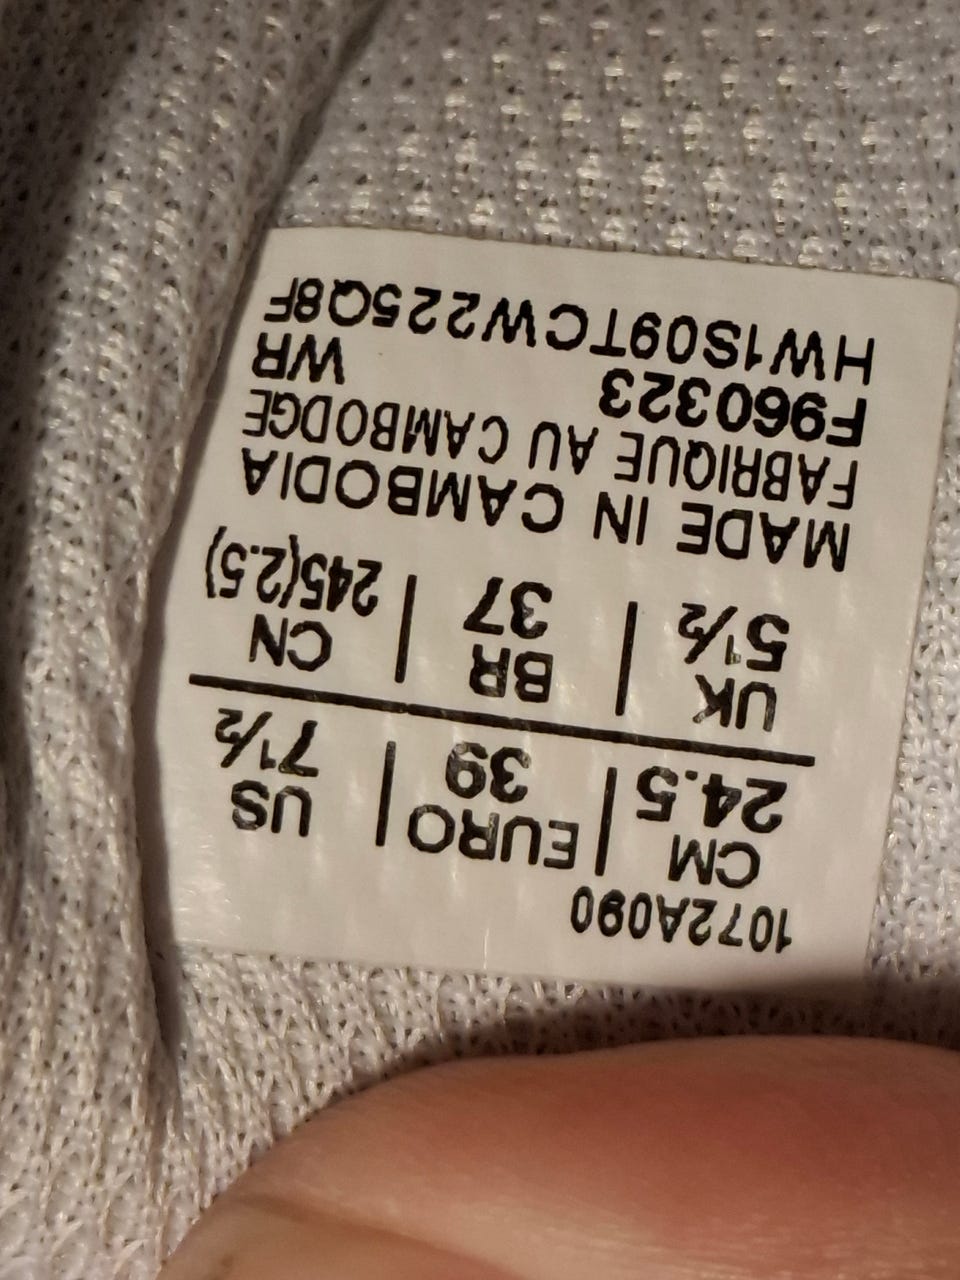 1072A090
CM | EURO | US
24.5 | 39 | 7½
UK | BR | CN
5½ | 37 | 245(2.5)
MADE IN CAMBODIA
FABRIQUE AU CAMBODGE
F960323 WR
HW1S09TCW225Q8F